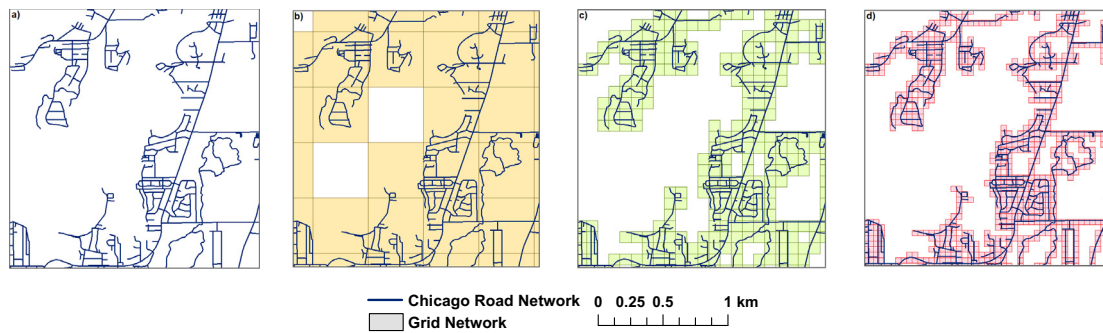 a)
b)
c)
d)
Chicago Road Network
Grid Network
0 0.25 0.5 1 km